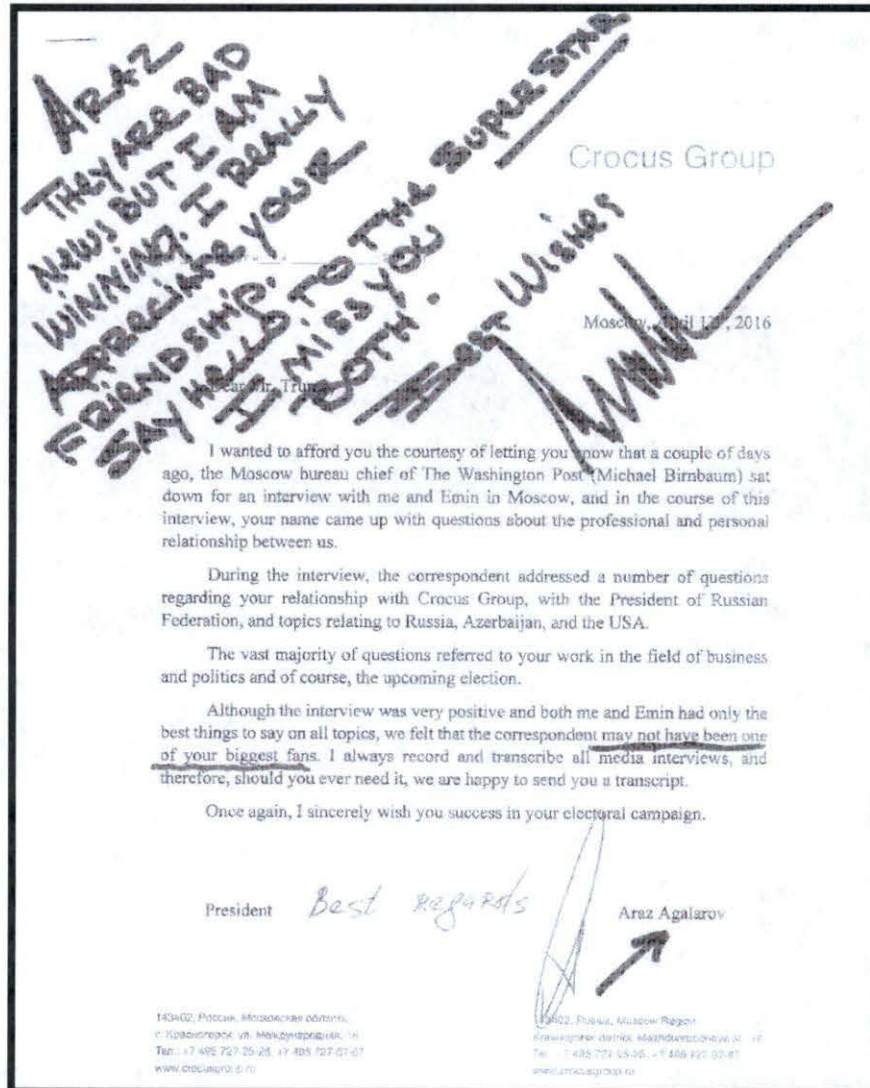 ARAZ
THEY ARE BAD
NEWS BUT I AM
WINNING. I REALLY
APPRECIATE YOUR
FRIENDSHIP.
SAY HELLO TO THE SUPER STAR
I MISS YOU
BOTH.
Best Wishes
Crocus Group
Moscow, April 2016
Dear Mr. Trump
I wanted to afford you the courtesy of letting you know that a couple of days
ago, the Moscow bureau chief of The Washington Post (Michael Birnbaum) sat
down for an interview with me and Emin in Moscow, and in the course of this
interview, your name came up with questions about the professional and personal
relationship between us.
During the interview, the correspondent addressed a number of questions
regarding your relationship with Crocus Group, with the President of Russian
Federation, and topics relating to Russia, Azerbaijan, and the USA.
The vast majority of questions referred to your work in the field of business
and politics and of course, the upcoming election.
Although the interview was very positive and both me and Emin had only the
best things to say on all topics, we felt that the correspondent may not have been one
of your biggest fans. I always record and transcribe all media interviews, and
therefore, should you ever need it, we are happy to send you a transcript.
Once again, I sincerely wish you success in your electoral campaign.
President Best regards Araz Agalarov
143402, Россия, Московская область,
г. Красногорск, ул. Международная,
Тел.: +7 495 727-25-26, +7 495 727-
143402, Russia, Moscow Region
Krasnogorsk district,
www.crocusgroup.ru